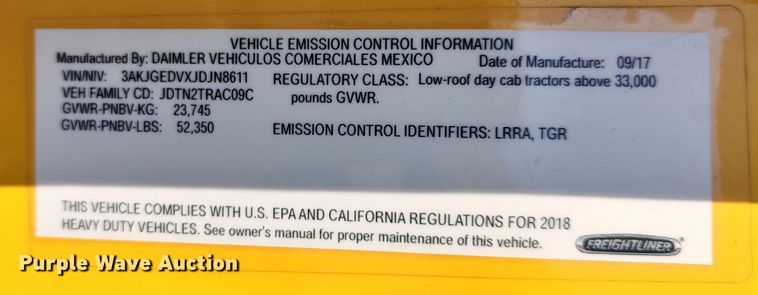 VEHICLE EMISSION CONTROL INFORMATION
Manufactured By: DAIMLER VEHICULOS COMERCIALES MEXICO Date of Manufacture: 09/17
VIN/NIV: 3AKJGEDVXJDJN8611 REGULATORY CLASS: Low-roof day cab tractors above 33,000
VEH FAMILY CD: JDTN2TRAC09C pounds GVWR.
GVWR-PNBV-KG: 23,745
GVWR-PNBV-LBS: 52,350 EMISSION CONTROL IDENTIFIERS: LRRA, TGR
THIS VEHICLE COMPLIES WITH U.S. EPA AND CALIFORNIA REGULATIONS FOR 2018
HEAVY DUTY VEHICLES. See owner's manual for proper maintenance of this vehicle. FREIGHTLINER
Purple Wave Auction